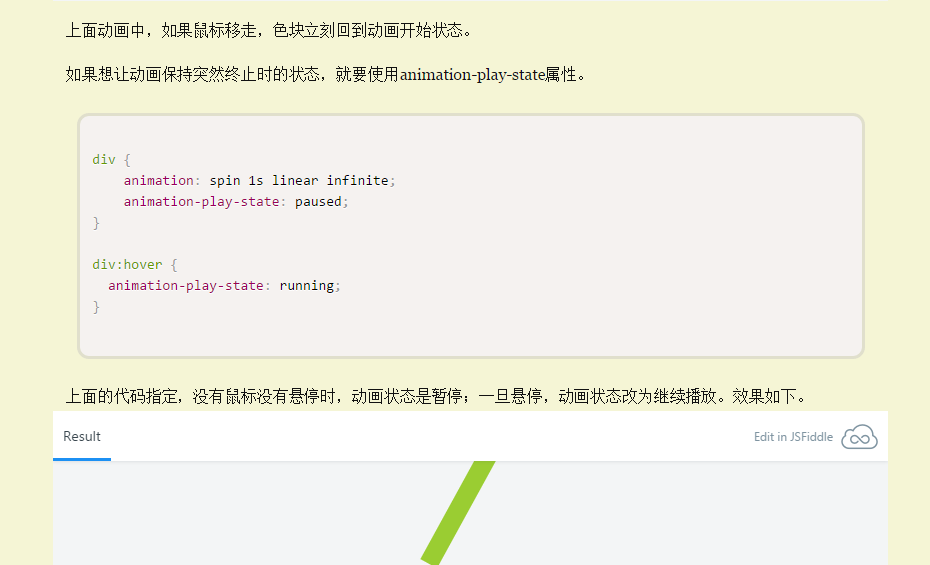 上面动画中，如果鼠标移走，色块立刻回到动画开始状态。
如果想让动画保持突然终止时的状态，就要使用animation-play-state属性。
div {
    animation: spin 1s linear infinite;
    animation-play-state: paused;
}
div:hover {
  animation-play-state: running;
}
上面的代码指定，没有鼠标没有悬停时，动画状态是暂停；一旦悬停，动画状态改为继续播放。效果如下。
Result
Edit in JSFiddle